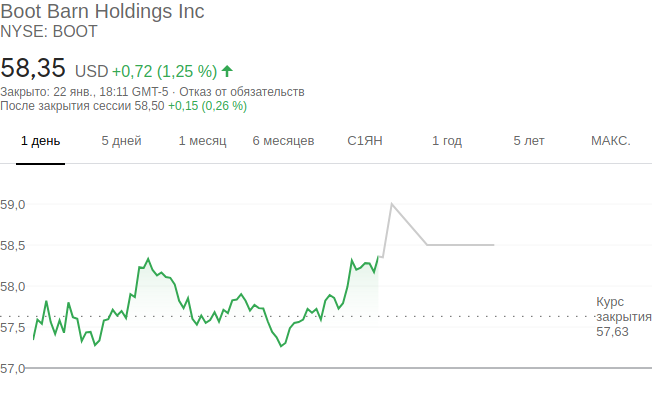 Boot Barn Holdings Inc
NYSE: BOOT
58,35 USD +0,72 (1,25 %)
Закрыто: 22 янв., 18:11 GMT-5 · Отказ от обязательств
После закрытия сессии 58,50 +0,15 (0,26 %)
1 день 5 дней 1 месяц 6 месяцев С1ЯН 1 год 5 лет МАКС.
59,0
58,5
58,0
57,5
57,0
Курс
закрытия
57,63